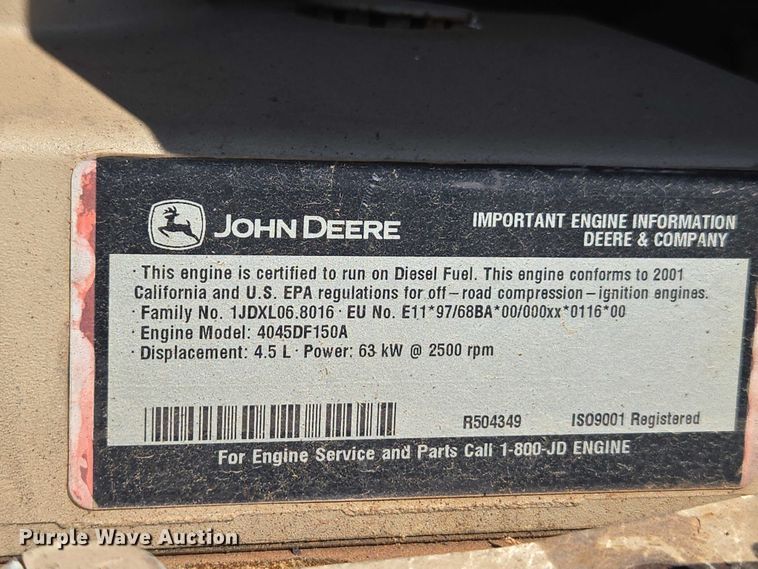 JOHN DEERE
IMPORTANT ENGINE INFORMATION
DEERE & COMPANY
· This engine is certified to run on Diesel Fuel. This engine conforms to 2001
California and U.S. EPA regulations for off-road compression-ignition engines.
· Family No. 1JDXL06.8016 · EU No. E11*97/68BA*00/000xx*0116*00
· Engine Model: 4045DF150A
· Displacement: 4.5 L · Power: 63 kW @ 2500 rpm
R504349 ISO9001 Registered
For Engine Service and Parts Call 1-800-JD ENGINE
Purple Wave Auction